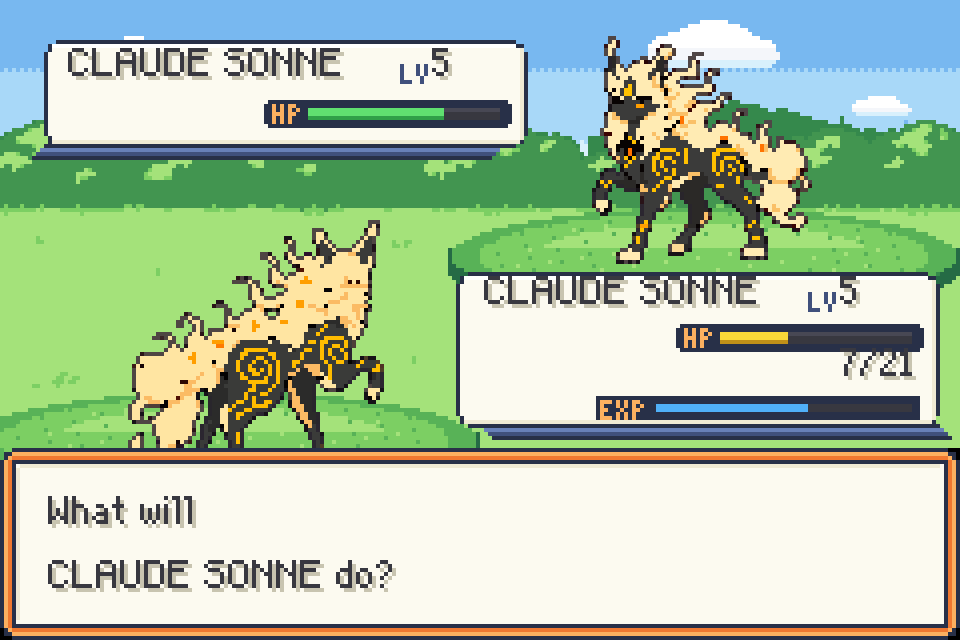 CLAUDE SONNE Lv5
HP
CLAUDE SONNE Lv5
HP
7/21
EXP
What will
CLAUDE SONNE do?